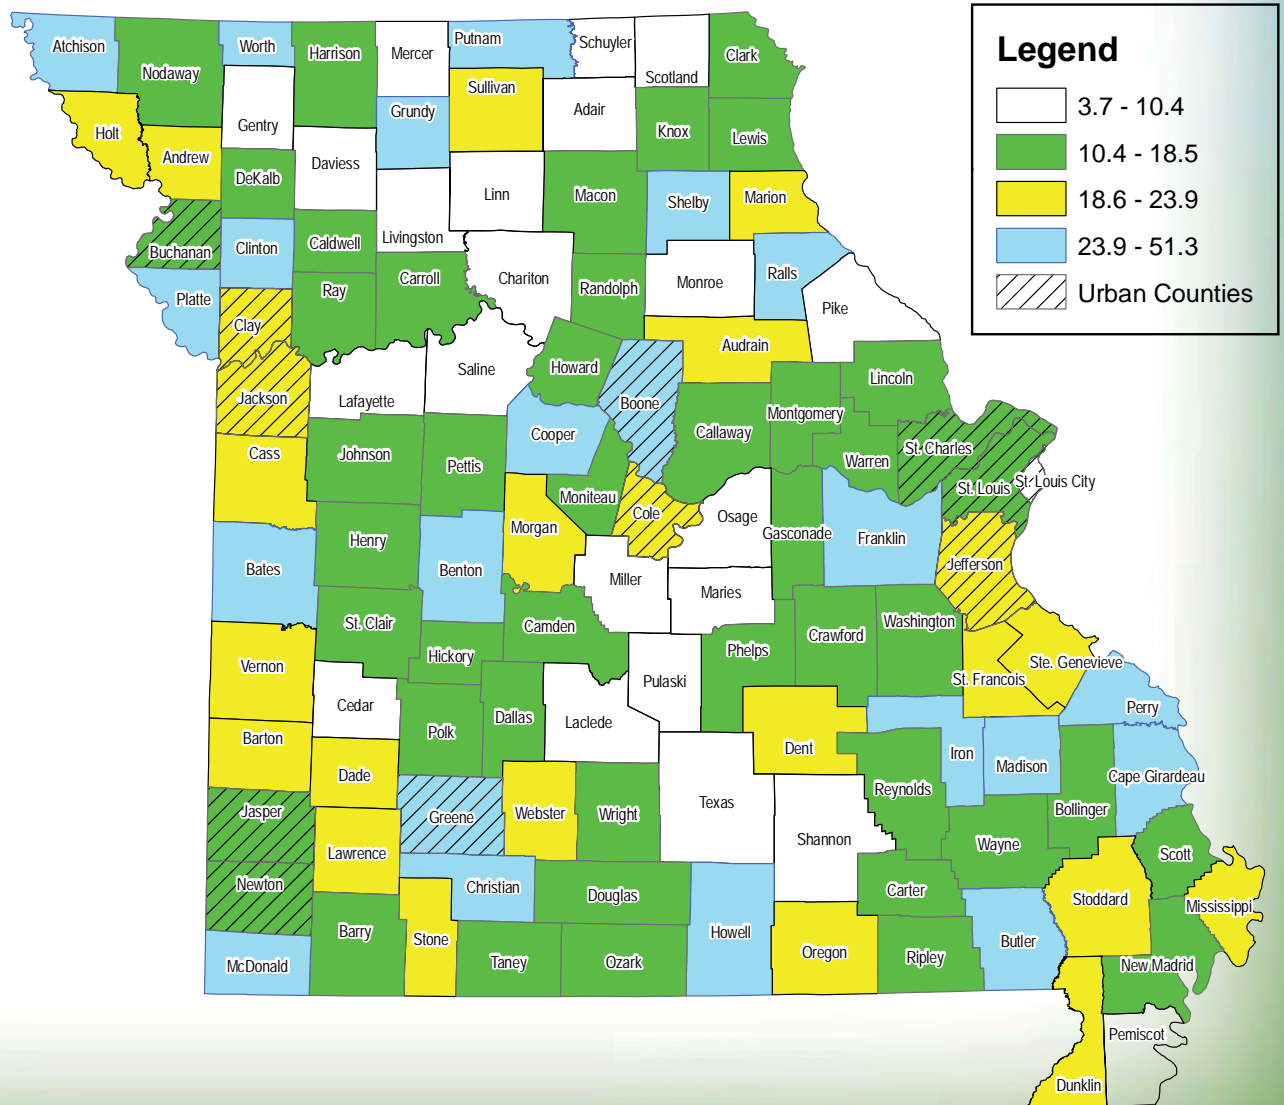 Legend
3.7 - 10.4
10.4 - 18.5
18.6 - 23.9
23.9 - 51.3
Urban Counties
Atchison
Nodaway
Worth
Harrison
Mercer
Putnam
Schuyler
Scotland
Clark
Holt
Andrew
Gentry
DeKalb
Daviess
Grundy
Sullivan
Adair
Knox
Lewis
Buchanan
Clinton
Caldwell
Livingston
Linn
Macon
Shelby
Marion
Platte
Clay
Ray
Carroll
Chariton
Randolph
Monroe
Ralls
Pike
Jackson
Lafayette
Saline
Howard
Boone
Audrain
Callaway
Montgomery
Lincoln
Warren
St. Charles
St. Louis
St. Louis City
Cass
Johnson
Pettis
Cooper
Moniteau
Cole
Osage
Gasconade
Franklin
Jefferson
Bates
Henry
Benton
Morgan
Miller
Maries
St. Clair
Hickory
Camden
Phelps
Crawford
Washington
St. Francois
Ste. Genevieve
Perry
Vernon
Cedar
Polk
Dallas
Laclede
Pulaski
Dent
Iron
Madison
Bollinger
Cape Girardeau
Barton
Dade
Greene
Webster
Wright
Texas
Shannon
Reynolds
Wayne
Scott
Jasper
Lawrence
Christian
Douglas
Howell
Carter
Stoddard
Mississippi
Newton
Barry
Stone
Taney
Ozark
Oregon
Ripley
Butler
New Madrid
McDonald
Pemiscot
Dunklin